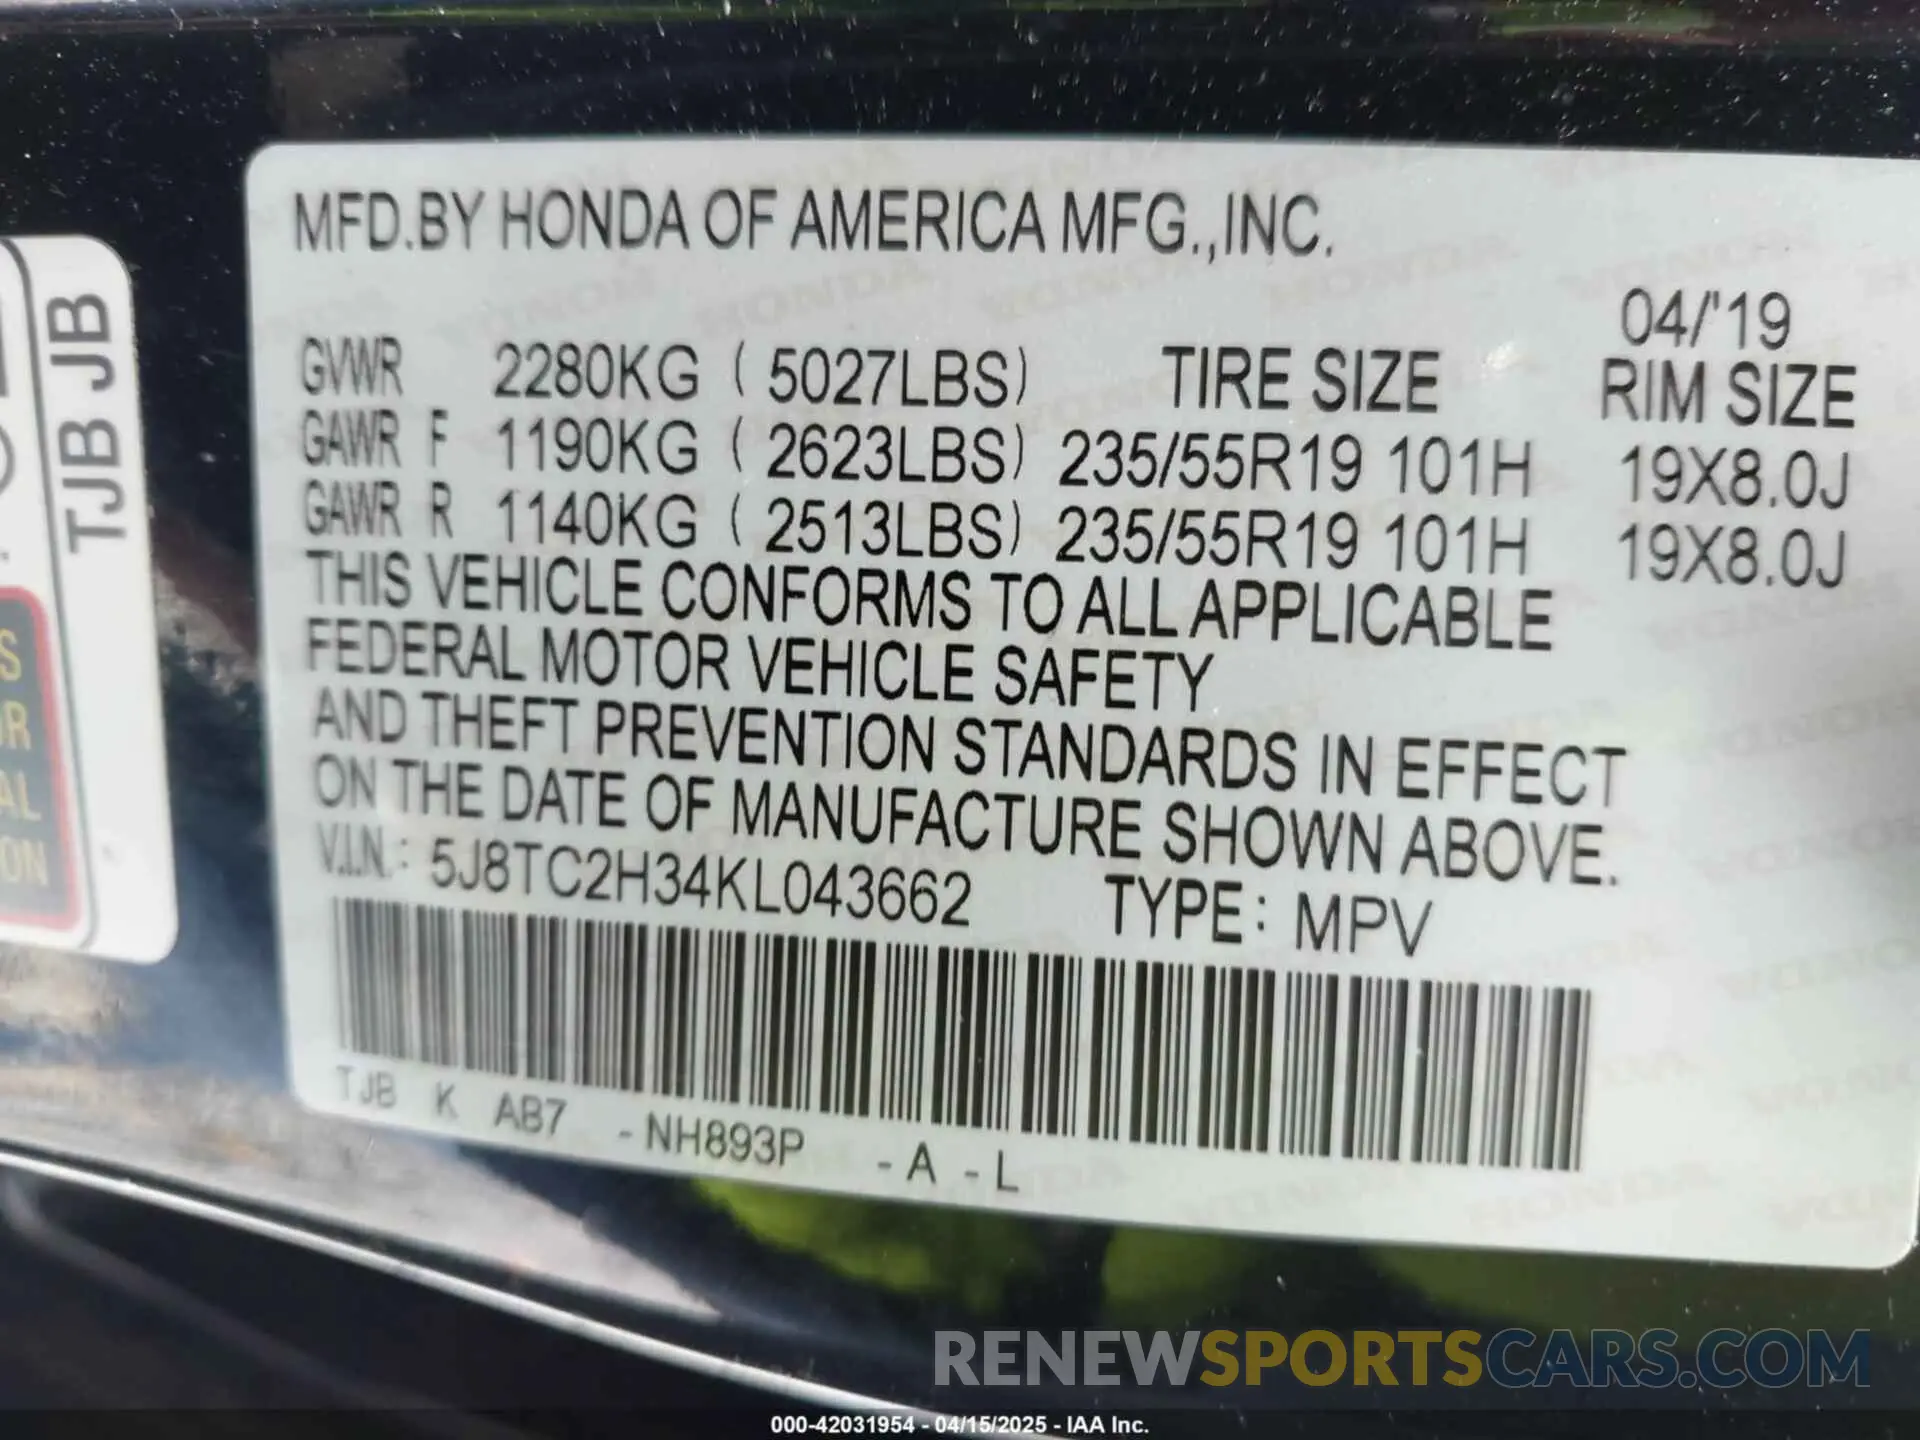 MFD.BY HONDA OF AMERICA MFG.,INC.
04/'19
GVWR 2280KG ( 5027LBS) TIRE SIZE RIM SIZE
GAWR F 1190KG ( 2623LBS) 235/55R19 101H 19X8.0J
GAWR R 1140KG ( 2513LBS) 235/55R19 101H 19X8.0J
THIS VEHICLE CONFORMS TO ALL APPLICABLE
FEDERAL MOTOR VEHICLE SAFETY
AND THEFT PREVENTION STANDARDS IN EFFECT
ON THE DATE OF MANUFACTURE SHOWN ABOVE.
V.I.N.: 5J8TC2H34KL043662 TYPE: MPV
TJB K AB7 -NH893P - A - L
TJB JB
RENEWSPORTSCARS.COM
000-42031954 - 04/15/2025 - IAA Inc.